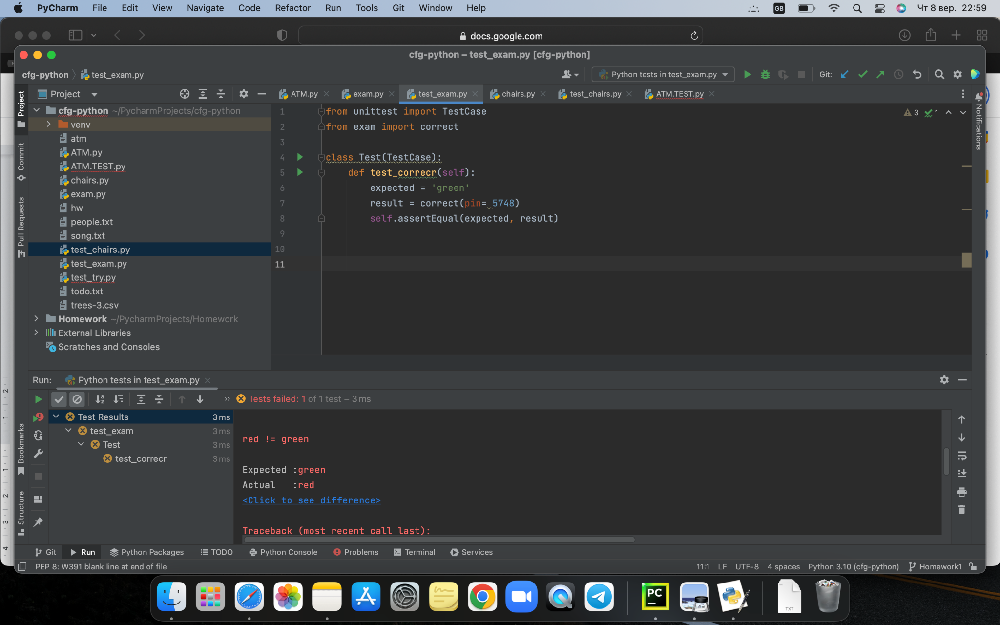 PyCharm File Edit View Navigate Code Refactor Run Tools Git Window Help GB Чт 8 вер. 22:59
docs.google.com
cfg-python – test_exam.py [cfg-python]
cfg-python test_exam.py Python tests in test_exam.py Git:
Project
ATM.py exam.py test_exam.py chairs.py test_chairs.py ATM.TEST.py
Project
Commit
Pull Requests
Bookmarks
Structure
Notifications
cfg-python ~/PycharmProjects/cfg-python
venv
atm
ATM.py
ATM.TEST.py
chairs.py
exam.py
hw
people.txt
song.txt
test_chairs.py
test_exam.py
test_try.py
todo.txt
trees-3.csv
Homework ~/PycharmProjects/Homework
External Libraries
Scratches and Consoles
3 1
1 from unittest import TestCase
2 from exam import correct
3
4 class Test(TestCase):
5 def test_correcr(self):
6 expected = 'green'
7 result = correct(pin= 5748)
8 self.assertEqual(expected, result)
9
10
11
Run: Python tests in test_exam.py
Tests failed: 1 of 1 test – 3 ms
Test Results 3 ms
test_exam 3 ms
Test 3 ms
test_correcr 3 ms
red != green
Expected :green
Actual :red
<Click to see difference>
Traceback (most recent call last):
2
1
1
2
3
4
Git Run Python Packages TODO Python Console Problems Terminal Services
PEP 8: W391 blank line at end of file 11:1 LF UTF-8 4 spaces Python 3.10 (cfg-python) Homework1
PC
TXT